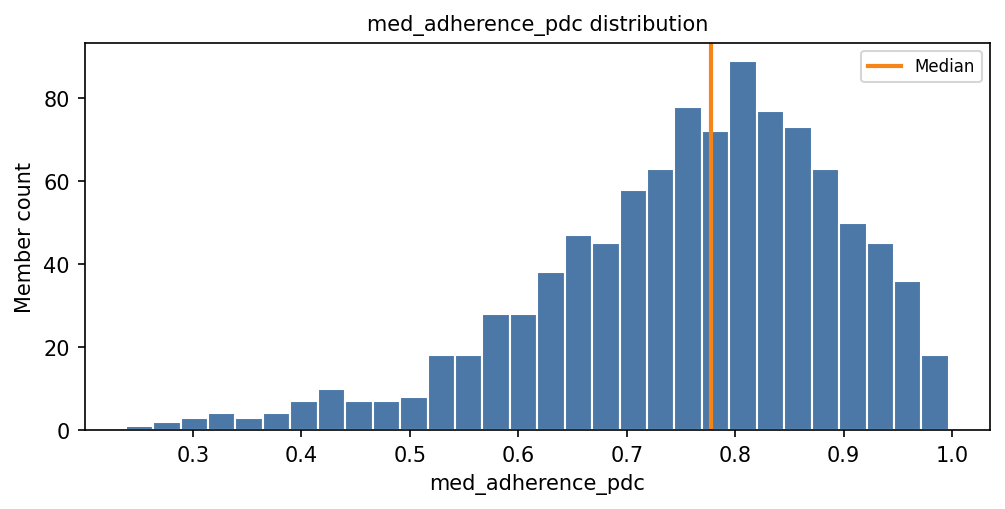 med_adherence_pdc distribution
Median
Member count
80
60
40
20
0
0.3 0.4 0.5 0.6 0.7 0.8 0.9 1.0
med_adherence_pdc